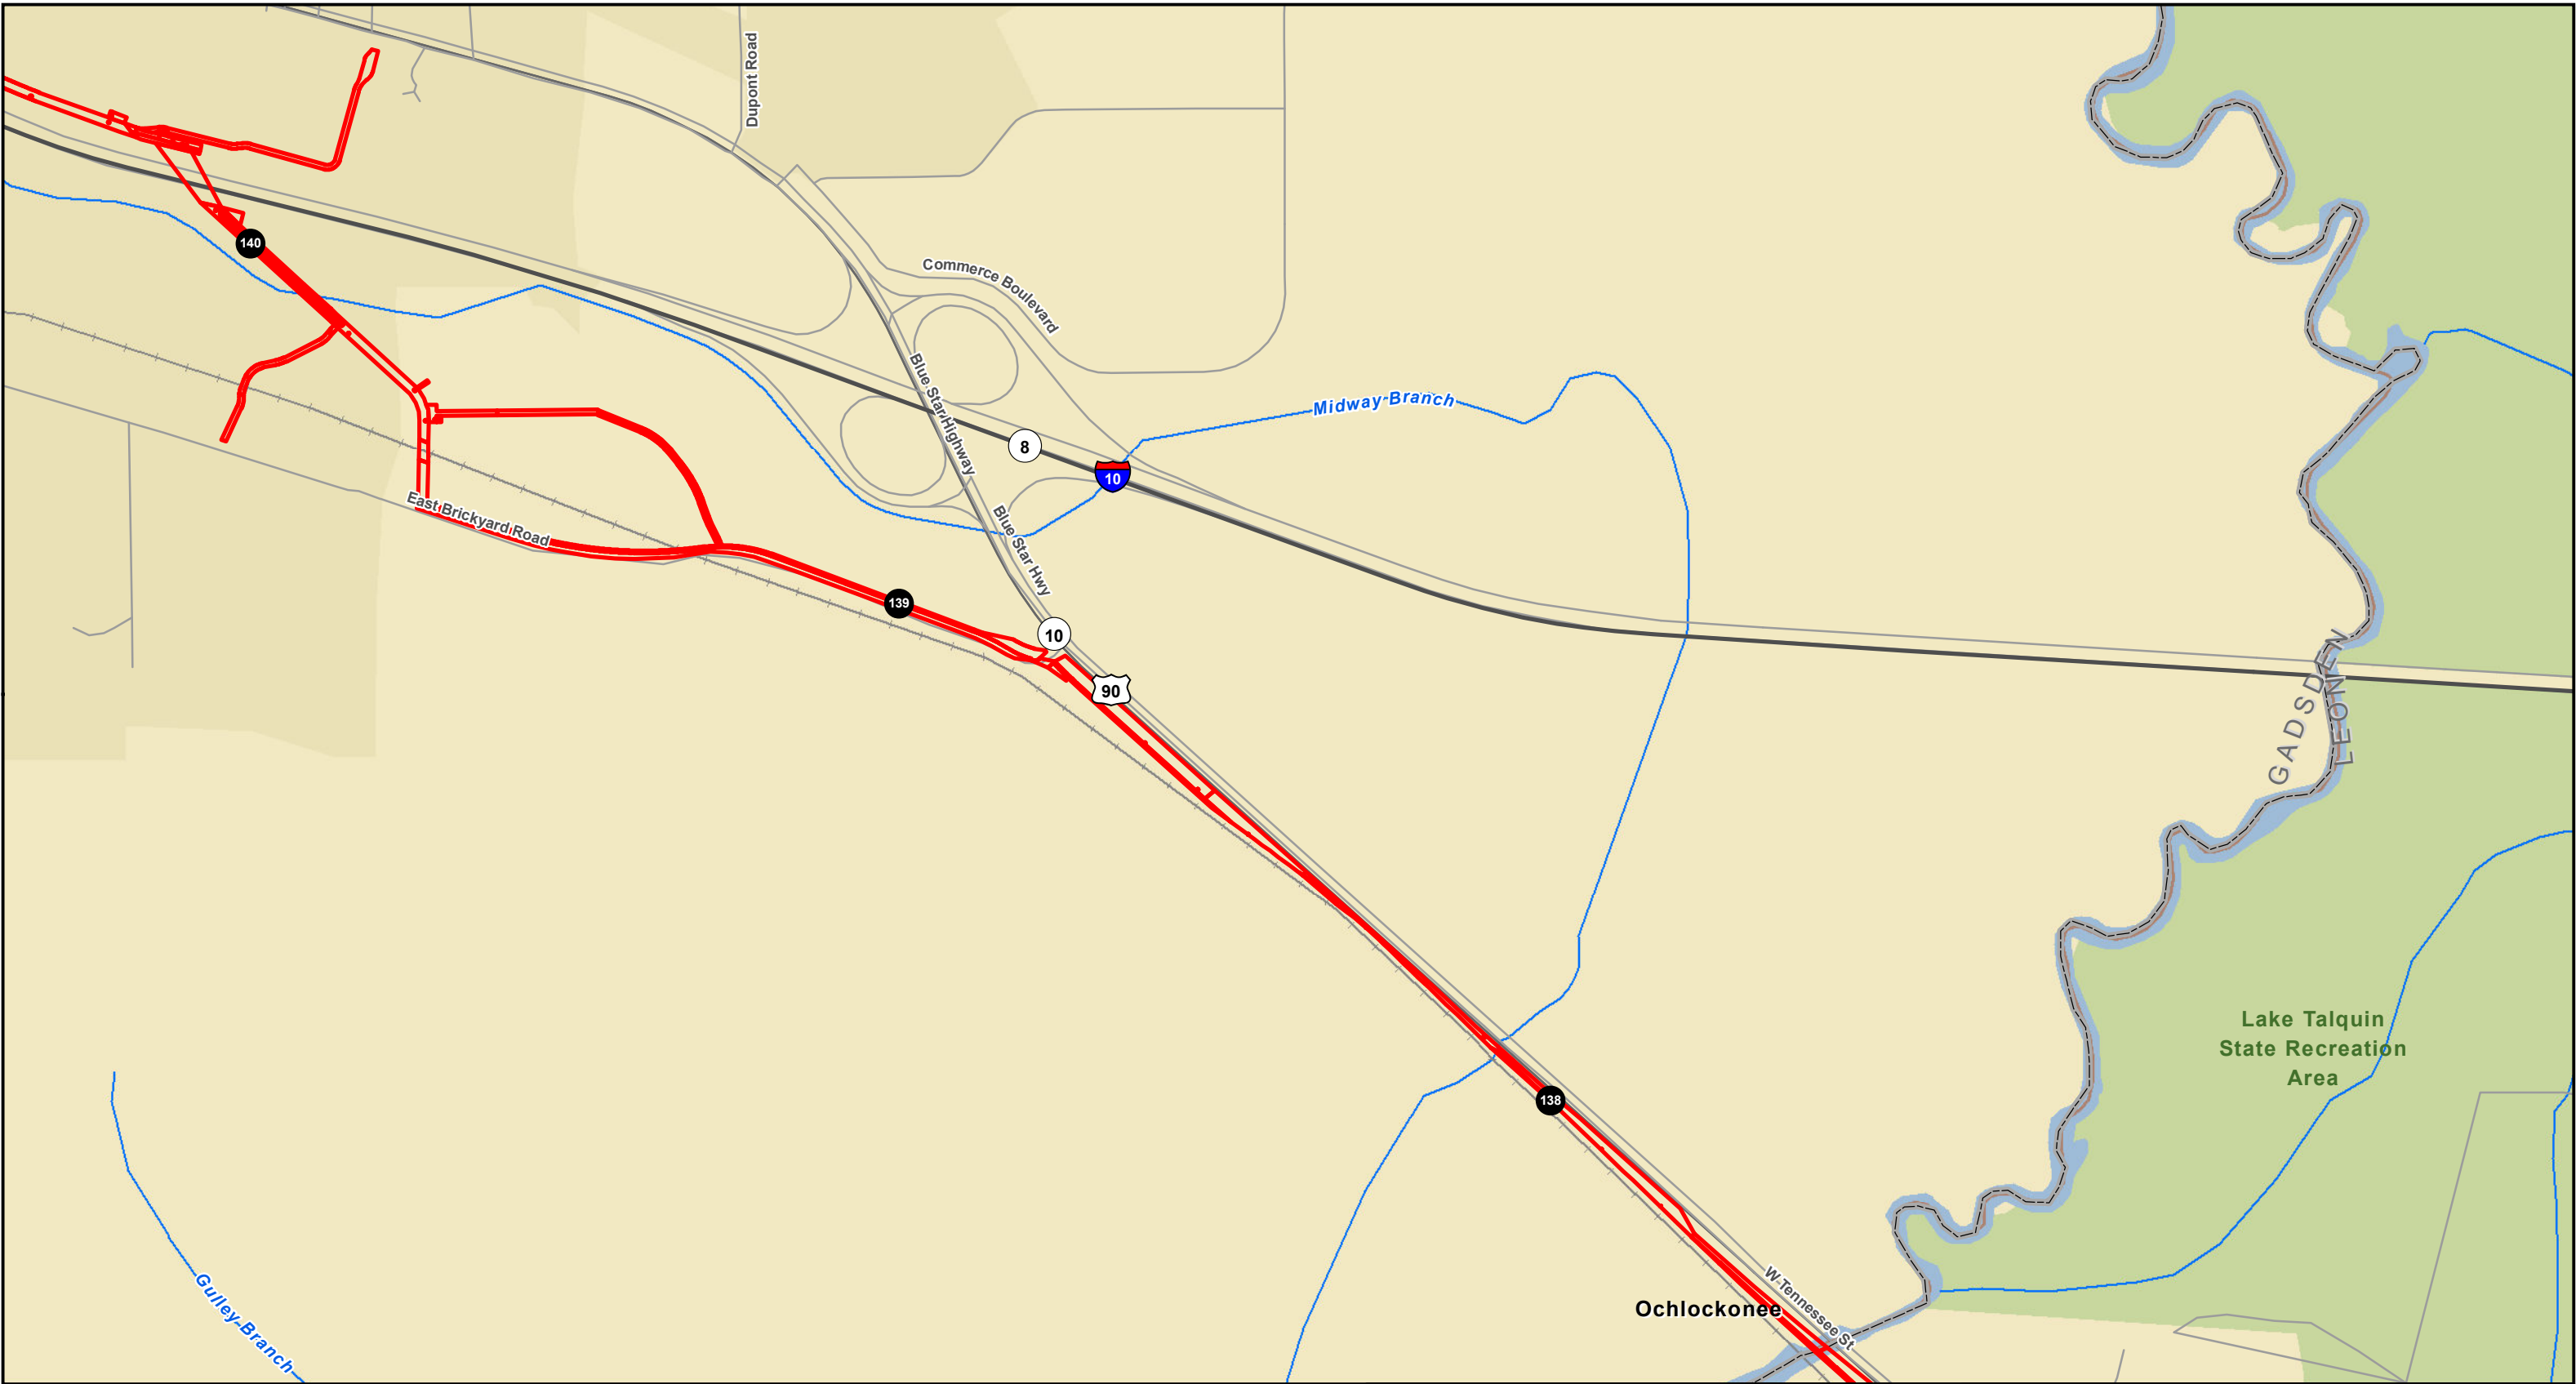 Dupont Road
140
Commerce Boulevard
Blue Star Highway
8
10
Midway Branch
East Brickyard Road
Blue Star Hwy
139
10
90
GADSDEN
LEON
Lake Talquin
State Recreation
Area
138
Gulley Branch
W Tennessee St
Ochlockonee